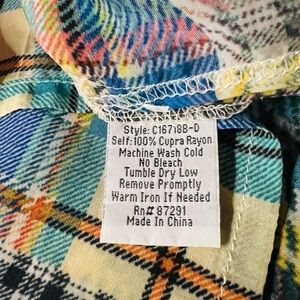 Style: C16718B-D
Self:100% Cupra Rayon
Machine Wash Cold
No Bleach
Tumble Dry Low
Remove Promptly
Warm Iron If Needed
Rn# 87291
Made In China